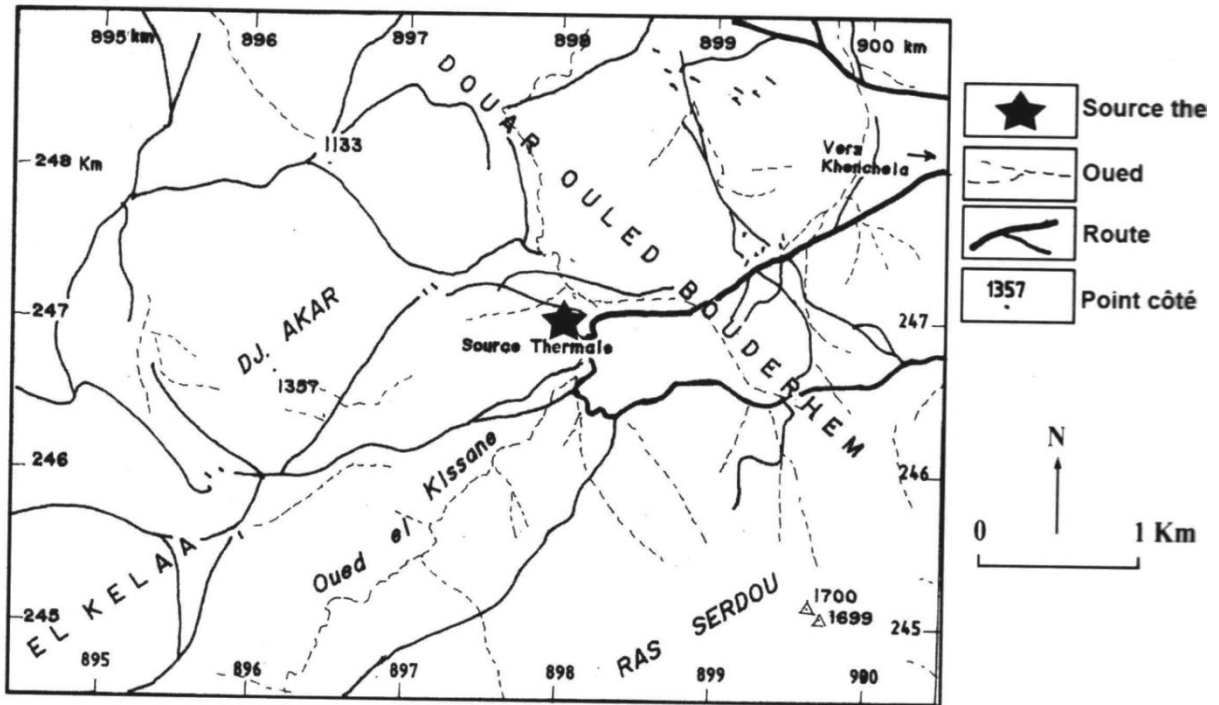 895 km 896 897 898 899 900 km
248 Km
247
246
245
247
246
245
895 896 897 898 899 900
DOUAR OULED BOUDERHEM
1133
Vers
Khenchela
DJ. AKAR
1357
Source Thermale
Oued el Kissane
EL KELAA
RAS SERDOU
1700
1699
Source the
Oued
Route
1357
Point côté
N
0 1 Km